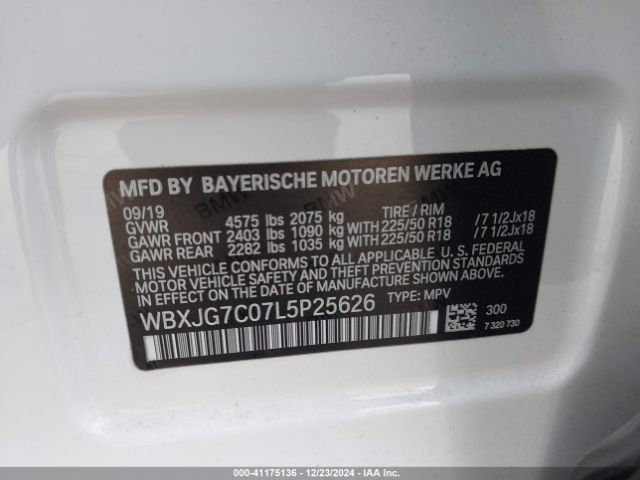 MFD BY BAYERISCHE MOTOREN WERKE AG
09/19
GVWR 4575 lbs 2075 kg TIRE / RIM
GAWR FRONT 2403 lbs 1090 kg WITH 225/50 R18 /7 1/2Jx18
GAWR REAR 2282 lbs 1035 kg WITH 225/50 R18 /7 1/2Jx18
THIS VEHICLE CONFORMS TO ALL APPLICABLE U.S. FEDERAL
MOTOR VEHICLE SAFETY, BUMPER, AND THEFT PREVENTION
STANDARDS IN EFFECT ON THE DATE OF MANUFACTURE SHOWN ABOVE.
WBXJG7C07L5P25626 TYPE: MPV
300
7 320 730
000-41175136 - 12/23/2024 - IAA Inc.